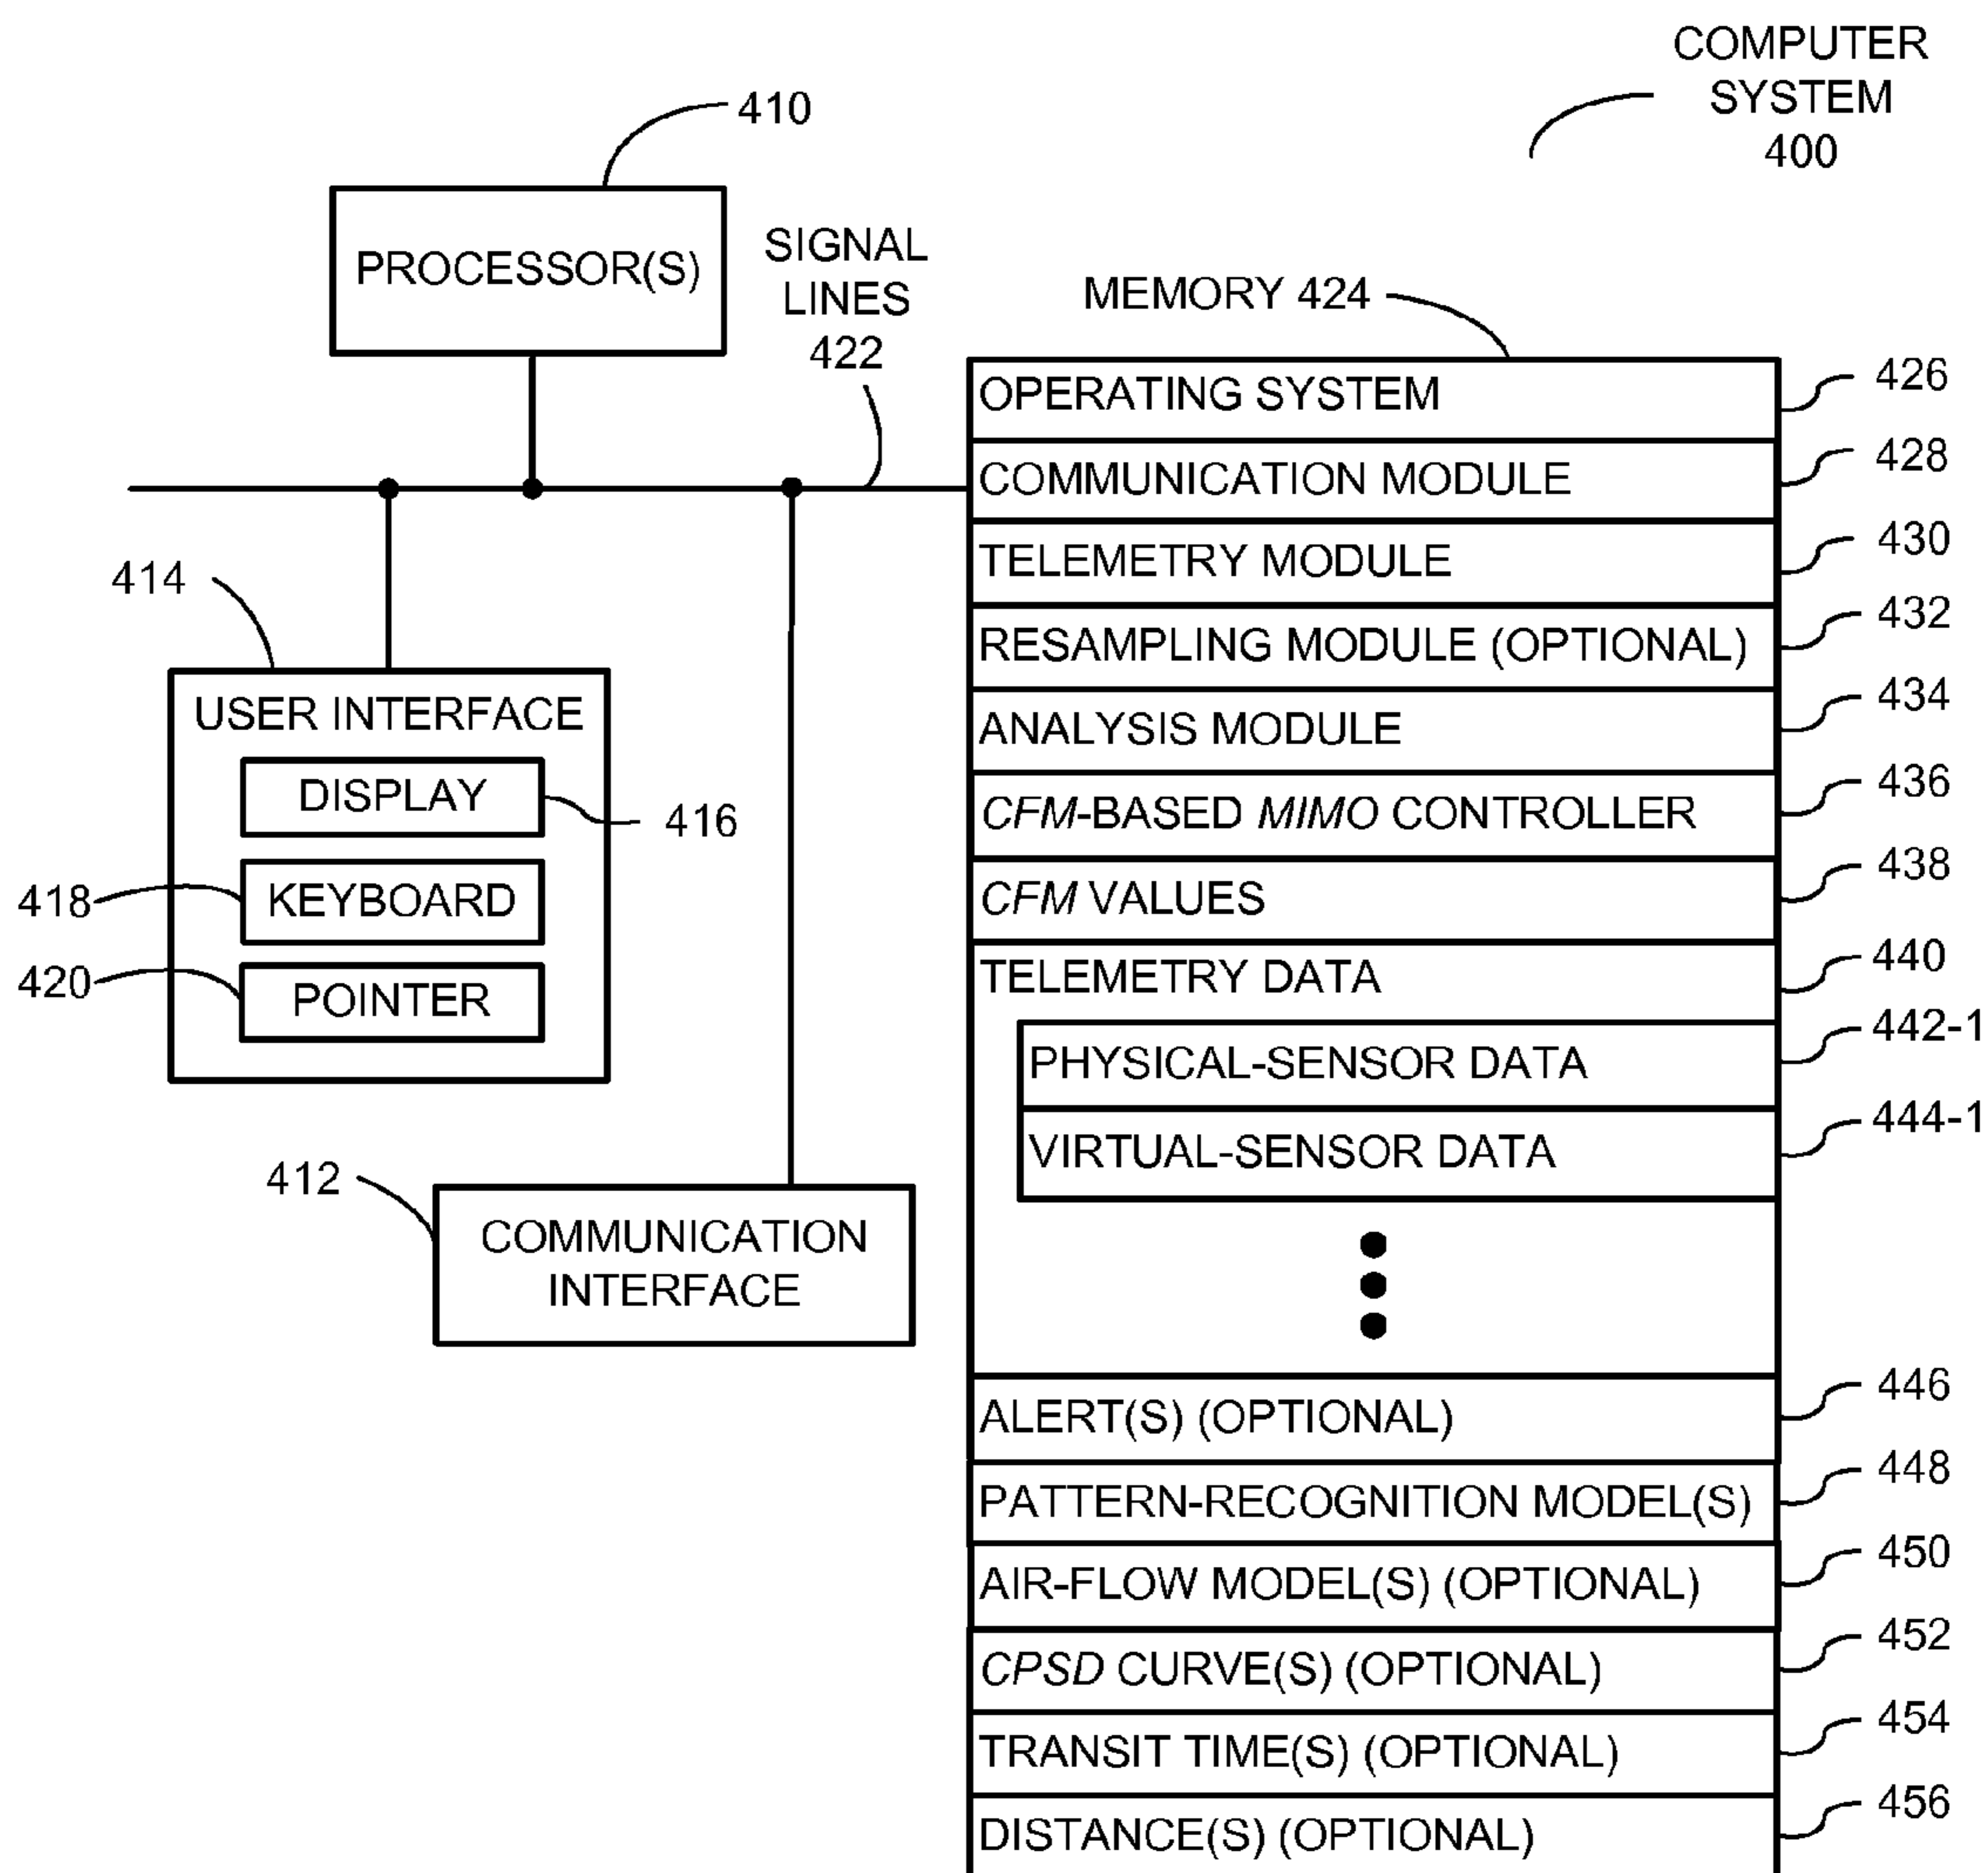 COMPUTER
SYSTEM
400
410
PROCESSOR(S)
SIGNAL
LINES
422
MEMORY 424
OPERATING SYSTEM
426
COMMUNICATION MODULE
428
TELEMETRY MODULE
430
RESAMPLING MODULE (OPTIONAL)
432
ANALYSIS MODULE
434
CFM-BASED MIMO CONTROLLER
436
CFM VALUES
438
TELEMETRY DATA
440
PHYSICAL-SENSOR DATA
442-1
VIRTUAL-SENSOR DATA
444-1
ALERT(S) (OPTIONAL)
446
PATTERN-RECOGNITION MODEL(S)
448
AIR-FLOW MODEL(S) (OPTIONAL)
450
CPSD CURVE(S) (OPTIONAL)
452
TRANSIT TIME(S) (OPTIONAL)
454
DISTANCE(S) (OPTIONAL)
456
414
USER INTERFACE
DISPLAY
416
418
KEYBOARD
420
POINTER
412
COMMUNICATION
INTERFACE